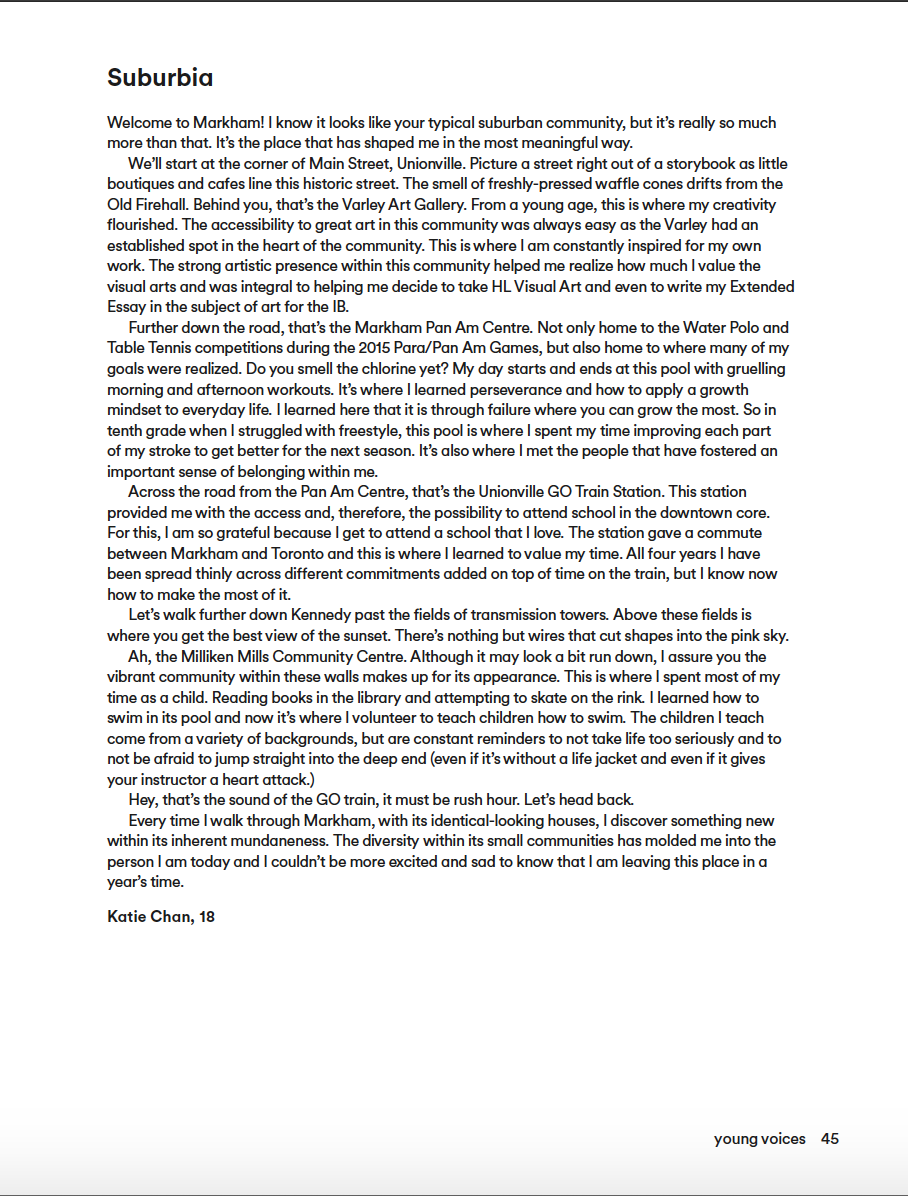 Suburbia
Welcome to Markham! I know it looks like your typical suburban community, but it’s really so much
more than that. It’s the place that has shaped me in the most meaningful way.
We’ll start at the corner of Main Street, Unionville. Picture a street right out of a storybook as little
boutiques and cafes line this historic street. The smell of freshly-pressed waffle cones drifts from the
Old Firehall. Behind you, that’s the Varley Art Gallery. From a young age, this is where my creativity
flourished. The accessibility to great art in this community was always easy as the Varley had an
established spot in the heart of the community. This is where I am constantly inspired for my own
work. The strong artistic presence within this community helped me realize how much I value the
visual arts and was integral to helping me decide to take HL Visual Art and even to write my Extended
Essay in the subject of art for the IB.
Further down the road, that’s the Markham Pan Am Centre. Not only home to the Water Polo and
Table Tennis competitions during the 2015 Para/Pan Am Games, but also home to where many of my
goals were realized. Do you smell the chlorine yet? My day starts and ends at this pool with gruelling
morning and afternoon workouts. It’s where I learned perseverance and how to apply a growth
mindset to everyday life. I learned here that it is through failure where you can grow the most. So in
tenth grade when I struggled with freestyle, this pool is where I spent my time improving each part
of my stroke to get better for the next season. It’s also where I met the people that have fostered an
important sense of belonging within me.
Across the road from the Pan Am Centre, that’s the Unionville GO Train Station. This station
provided me with the access and, therefore, the possibility to attend school in the downtown core.
For this, I am so grateful because I get to attend a school that I love. The station gave a commute
between Markham and Toronto and this is where I learned to value my time. All four years I have
been spread thinly across different commitments added on top of time on the train, but I know now
how to make the most of it.
Let’s walk further down Kennedy past the fields of transmission towers. Above these fields is
where you get the best view of the sunset. There’s nothing but wires that cut shapes into the pink sky.
Ah, the Milliken Mills Community Centre. Although it may look a bit run down, I assure you the
vibrant community within these walls makes up for its appearance. This is where I spent most of my
time as a child. Reading books in the library and attempting to skate on the rink. I learned how to
swim in its pool and now it’s where I volunteer to teach children how to swim. The children I teach
come from a variety of backgrounds, but are constant reminders to not take life too seriously and to
not be afraid to jump straight into the deep end (even if it’s without a life jacket and even if it gives
your instructor a heart attack.)
Hey, that’s the sound of the GO train, it must be rush hour. Let’s head back.
Every time I walk through Markham, with its identical-looking houses, I discover something new
within its inherent mundaneness. The diversity within its small communities has molded me into the
person I am today and I couldn’t be more excited and sad to know that I am leaving this place in a
year’s time.
Katie Chan, 18
young voices 45